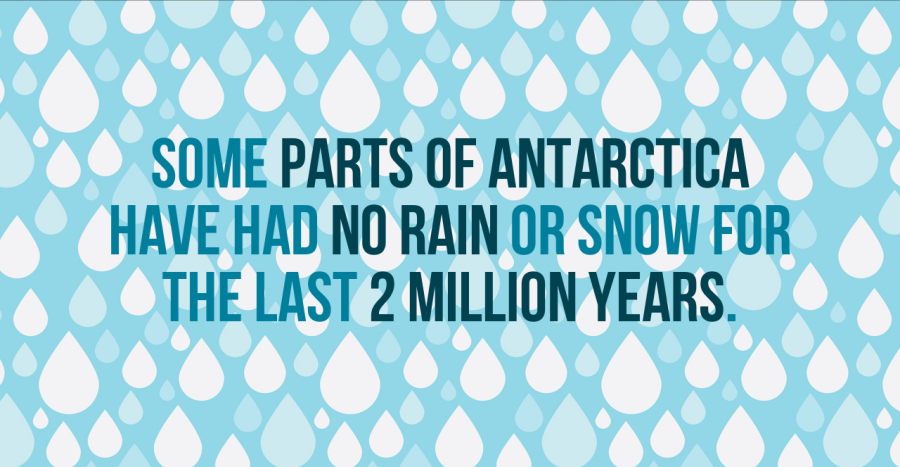 SOME PARTS OF ANTARCTICA
HAVE HAD NO RAIN OR SNOW FOR
THE LAST 2 MILLION YEARS.